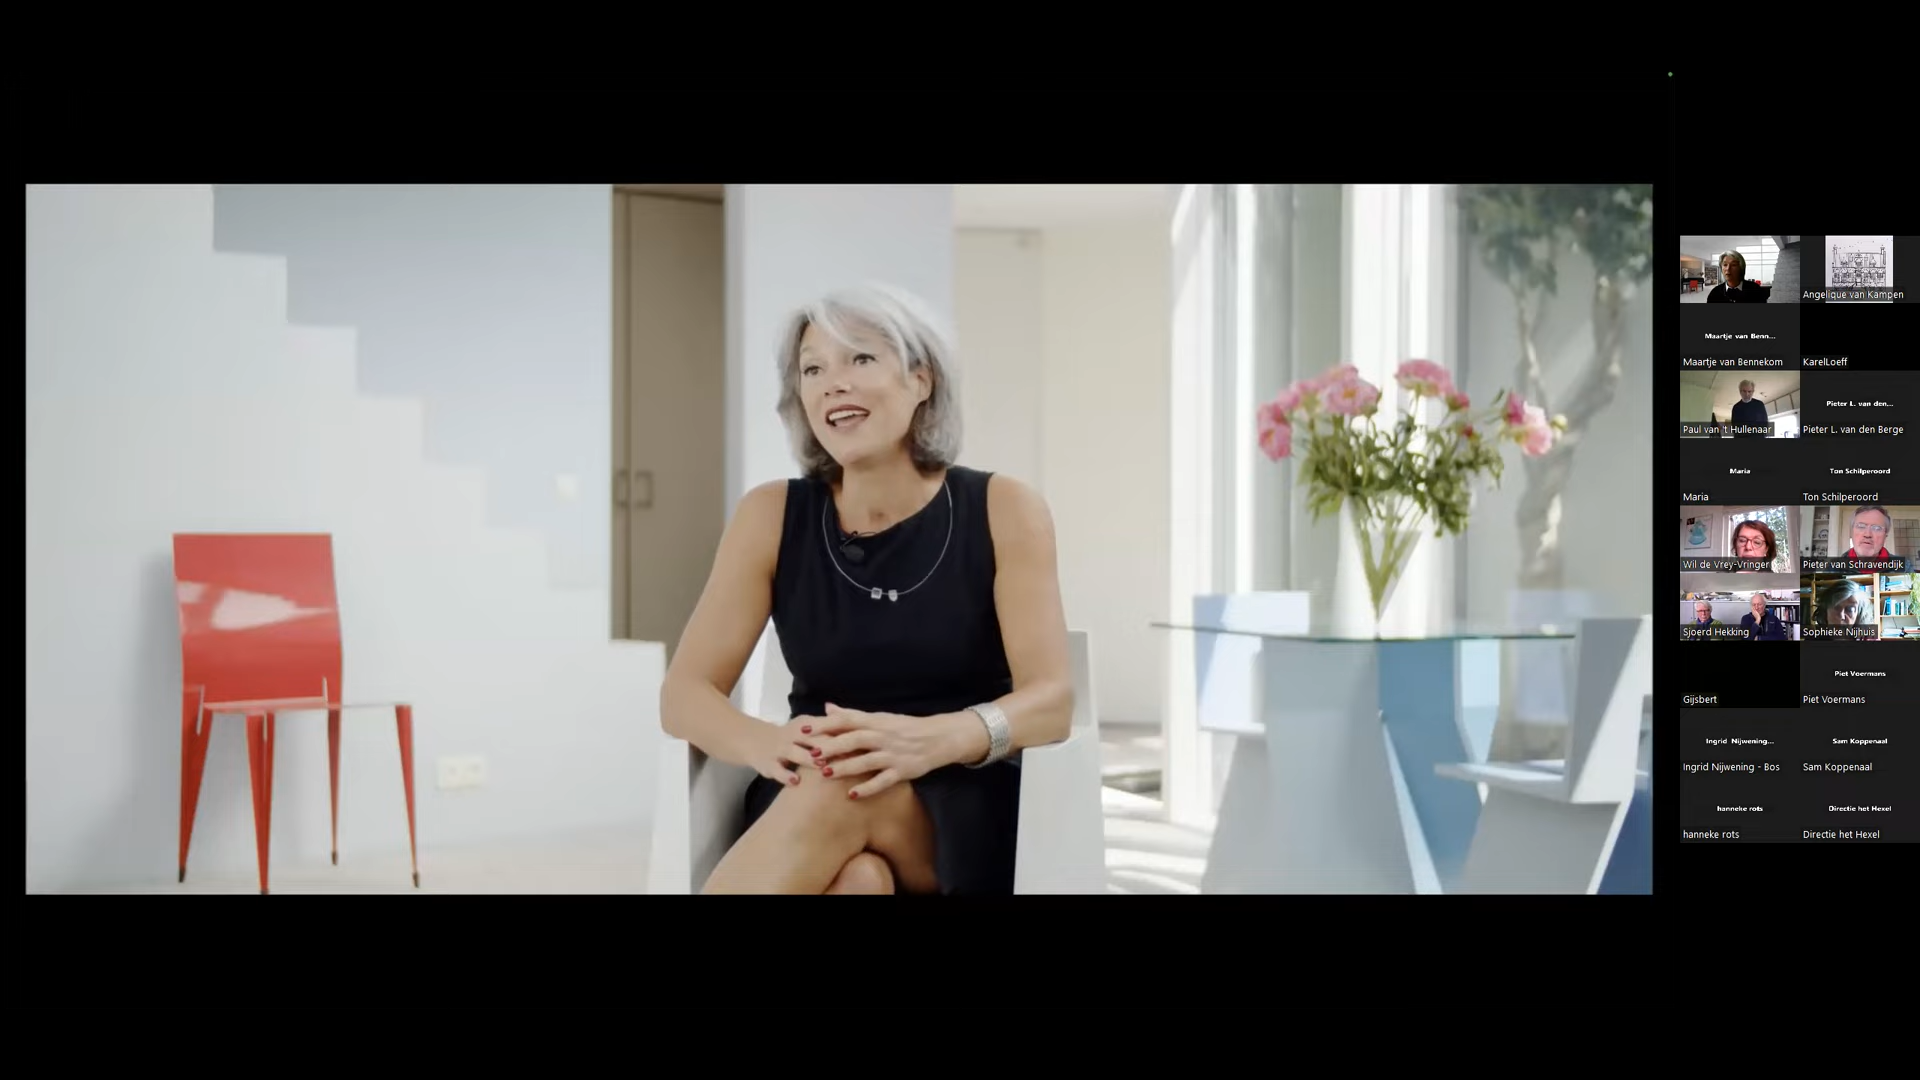 Angelique van Kampen
Maartje van Benn...
Maartje van Bennekom
KarelLoeff
Paul van 't Hullenaar
Pieter L. van den...
Pieter L. van den Berge
Maria
Maria
Ton Schilperoord
Ton Schilperoord
Wil de Vrey-Vringer
Pieter van Schravendijk
Sjoerd Hekking
Sophieke Nijhuis
Gijsbert
Piet Voermans
Piet Voermans
Ingrid Nijwening...
Ingrid Nijwening - Bos
Sam Koppenaal
Sam Koppenaal
hanneke rots
hanneke rots
Directie het Hexel
Directie het Hexel